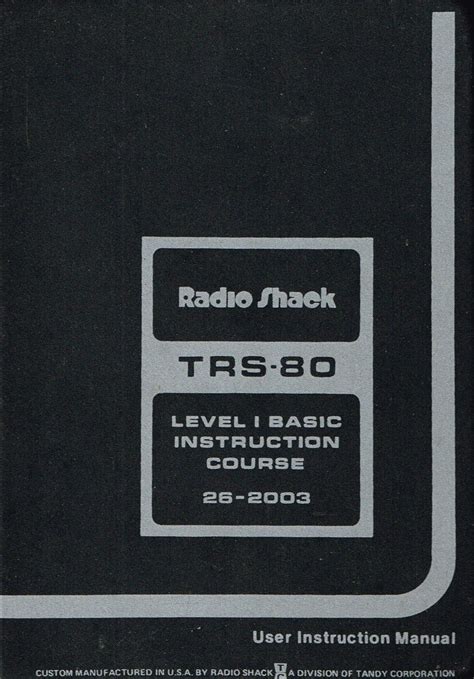 Radio Shack
TRS-80
LEVEL I BASIC
INSTRUCTION
COURSE
26-2003
User Instruction Manual
CUSTOM MANUFACTURED IN U.S.A. BY RADIO SHACK TC A DIVISION OF TANDY CORPORATION